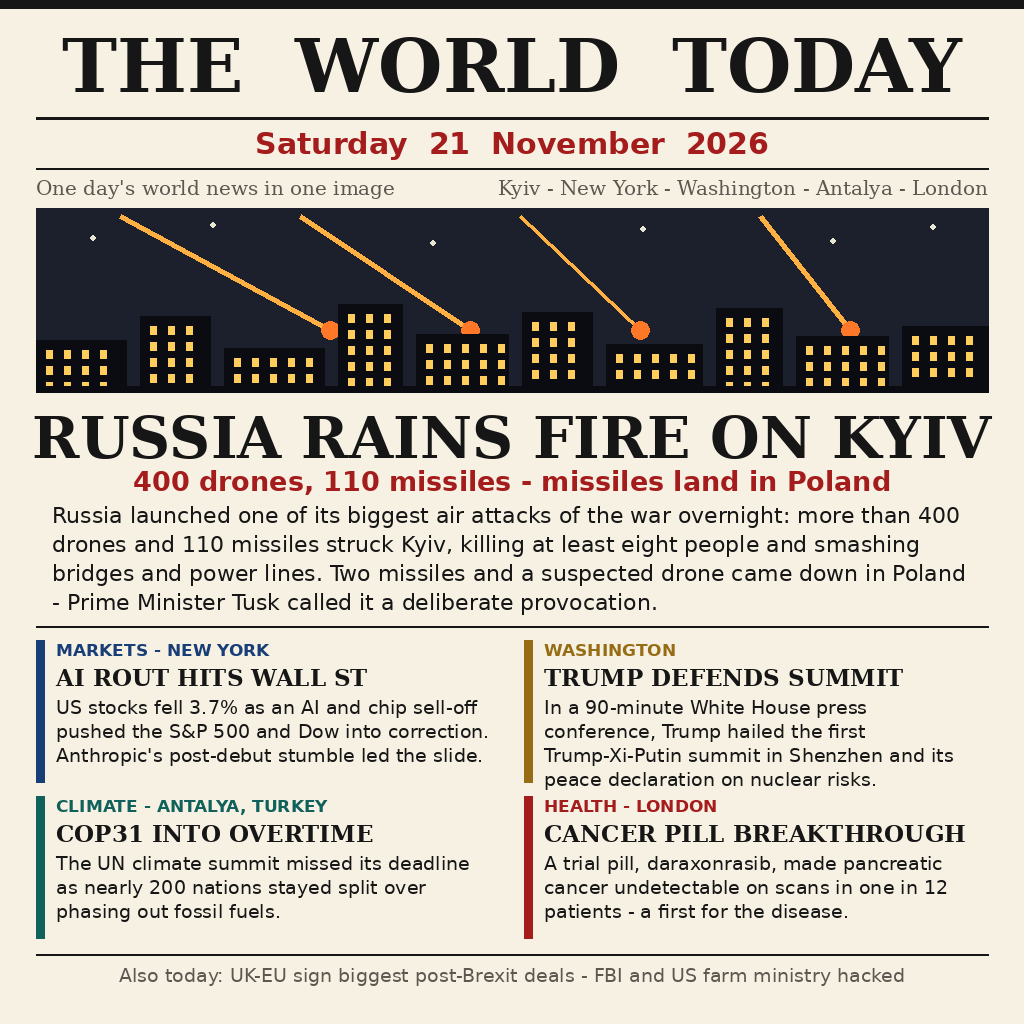 THE WORLD TODAY
Saturday 21 November 2026
One day's world news in one image
Kyiv - New York - Washington - Antalya - London
RUSSIA RAINS FIRE ON KYIV
400 drones, 110 missiles - missiles land in Poland
Russia launched one of its biggest air attacks of the war overnight: more than 400
drones and 110 missiles struck Kyiv, killing at least eight people and smashing
bridges and power lines. Two missiles and a suspected drone came down in Poland
- Prime Minister Tusk called it a deliberate provocation.
MARKETS - NEW YORK
AI ROUT HITS WALL ST
US stocks fell 3.7% as an AI and chip sell-off
pushed the S&P 500 and Dow into correction.
Anthropic's post-debut stumble led the slide.
WASHINGTON
TRUMP DEFENDS SUMMIT
In a 90-minute White House press
conference, Trump hailed the first
Trump-Xi-Putin summit in Shenzhen and its
peace declaration on nuclear risks.
CLIMATE - ANTALYA, TURKEY
COP31 INTO OVERTIME
The UN climate summit missed its deadline
as nearly 200 nations stayed split over
phasing out fossil fuels.
HEALTH - LONDON
CANCER PILL BREAKTHROUGH
A trial pill, daraxonrasib, made pancreatic
cancer undetectable on scans in one in 12
patients - a first for the disease.
Also today: UK-EU sign biggest post-Brexit deals - FBI and US farm ministry hacked